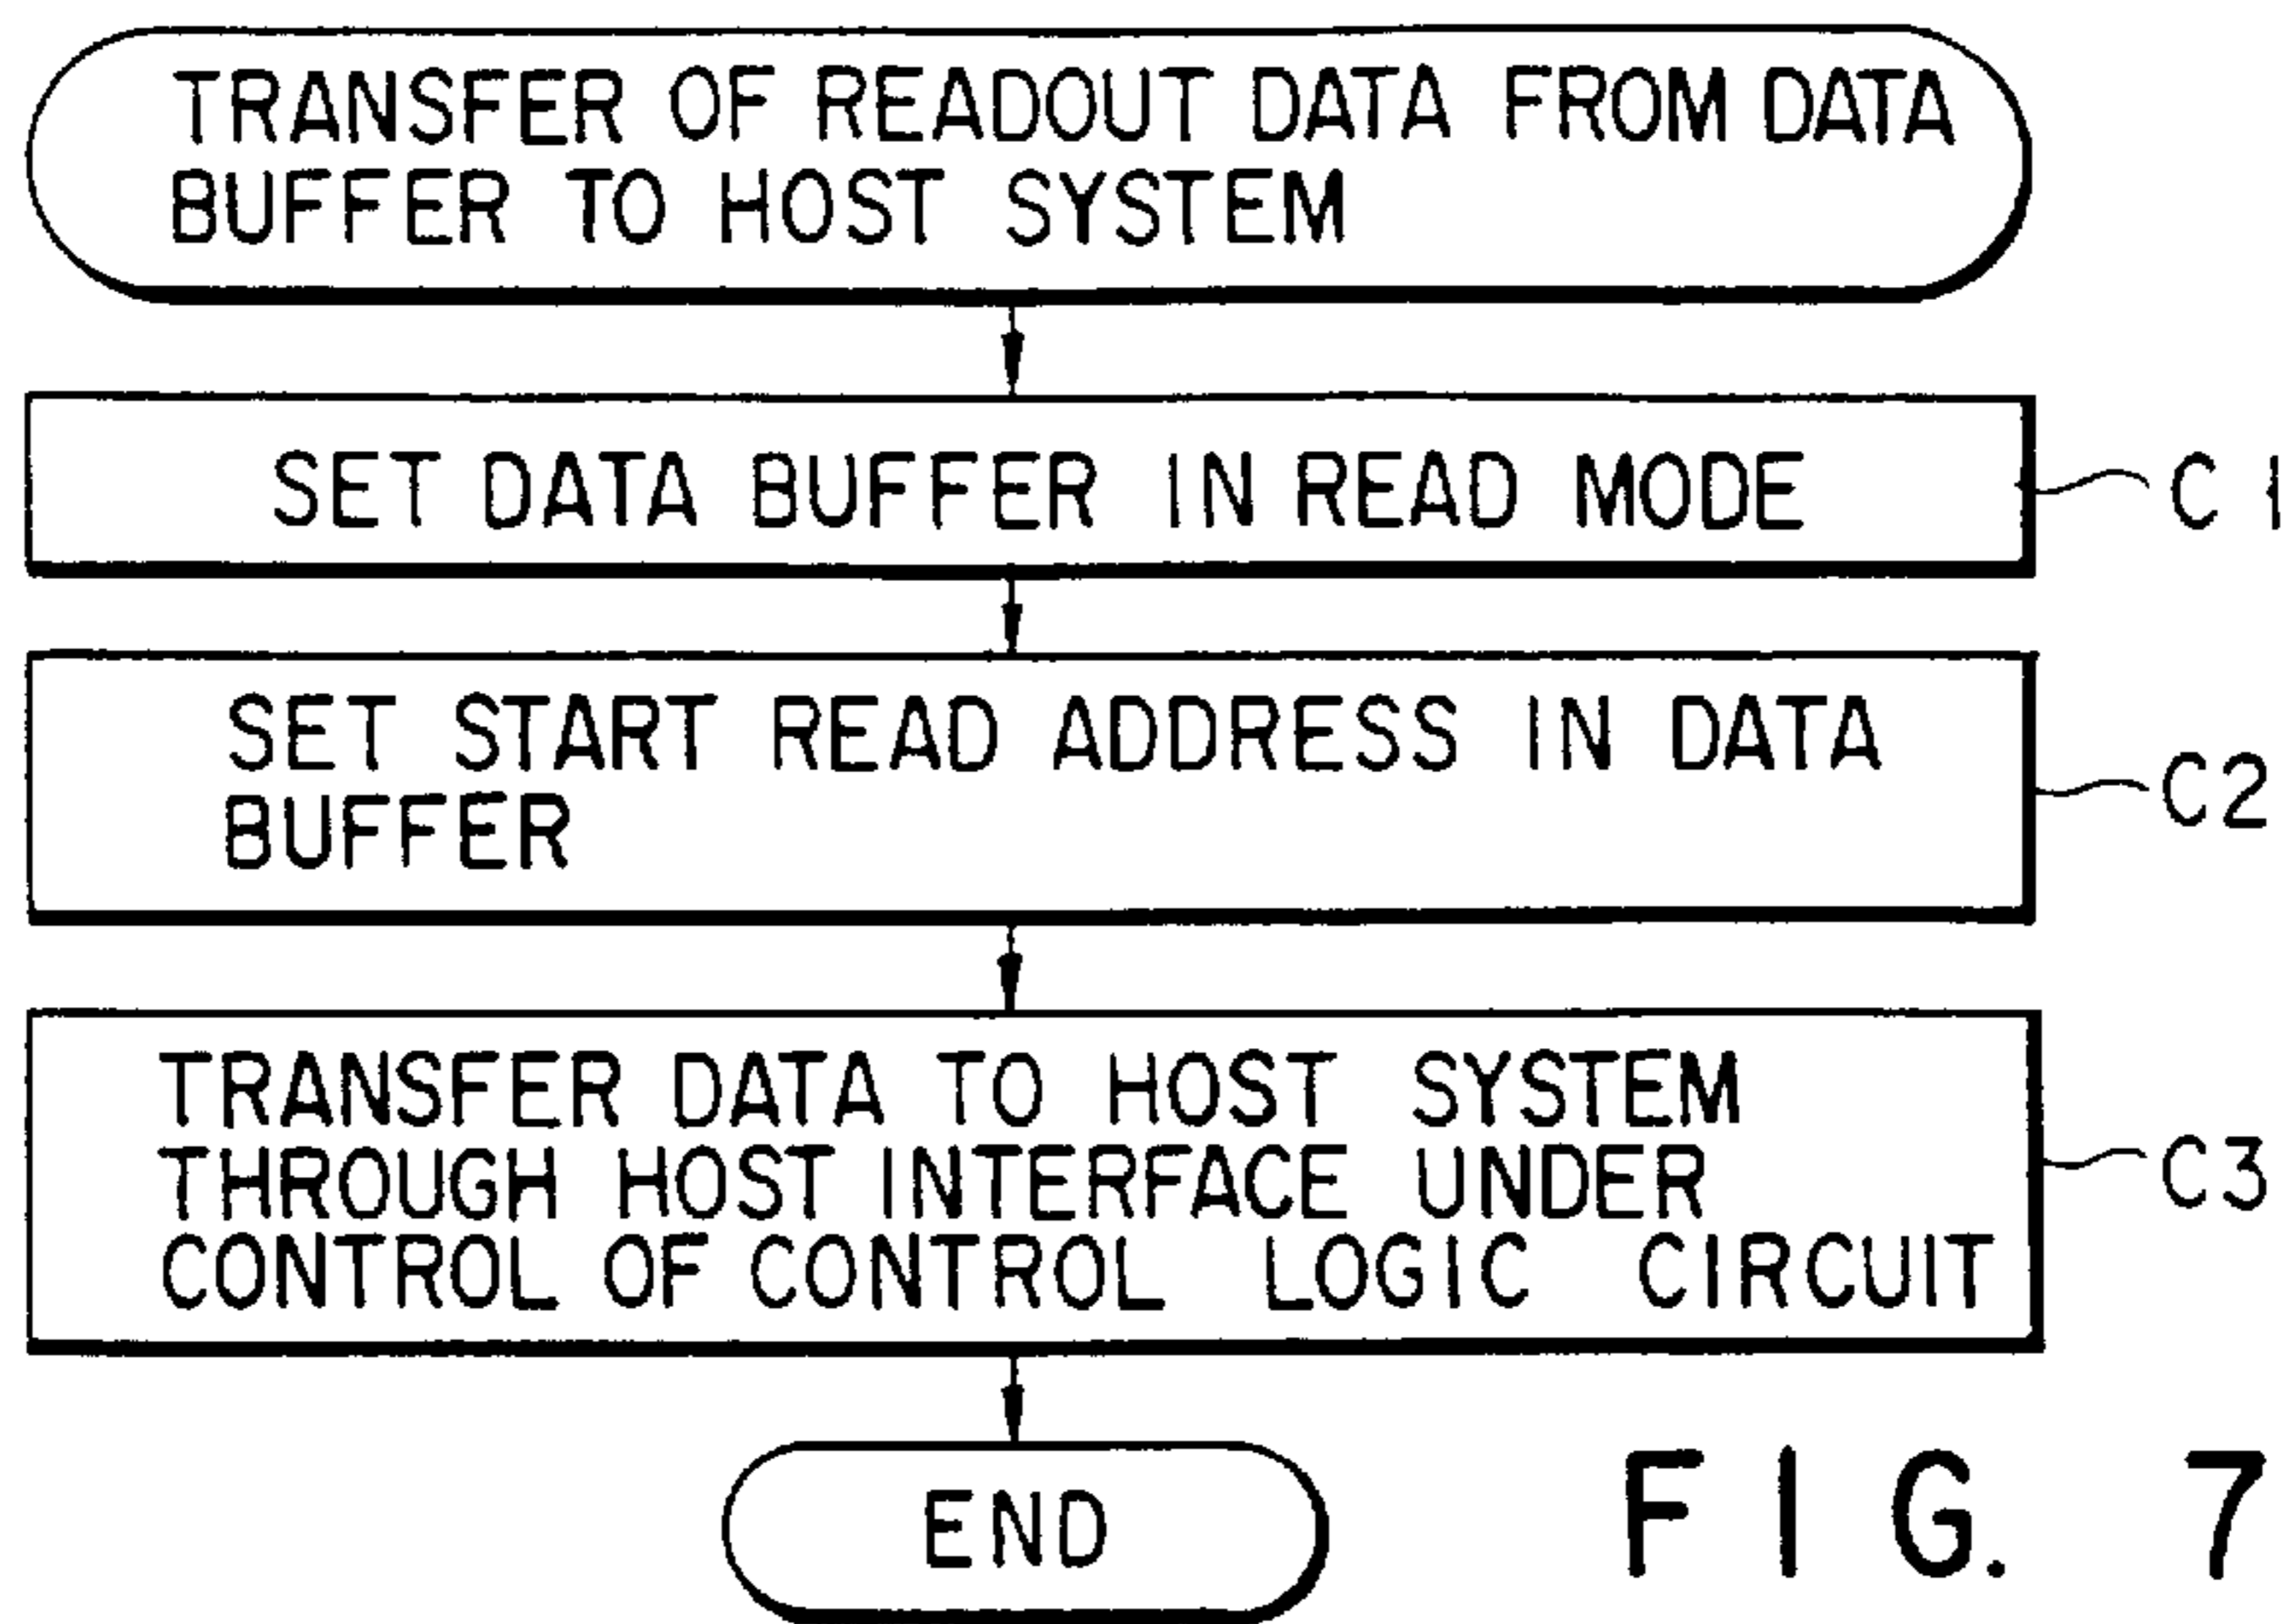 TRANSFER OF READOUT DATA FROM DATA
BUFFER TO HOST SYSTEM
SET DATA BUFFER IN READ MODE
C 1
SET START READ ADDRESS IN DATA
BUFFER
C2
TRANSFER DATA TO HOST SYSTEM
THROUGH HOST INTERFACE UNDER
CONTROL OF CONTROL LOGIC CIRCUIT
C3
END
FIG. 7